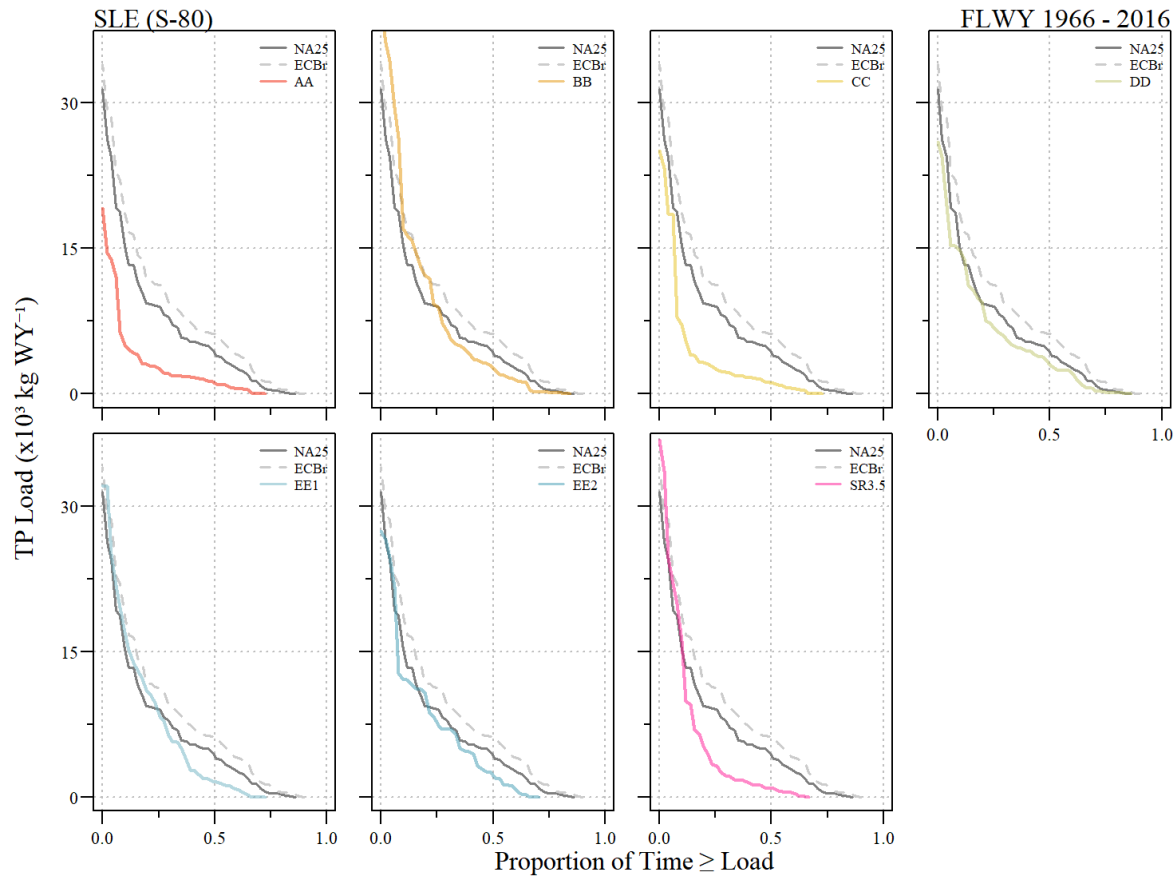 SLE (S-80) FLWY 1966 - 2016
NA25
ECBr
AA
NA25
ECBr
BB
NA25
ECBr
CC
NA25
ECBr
DD
30
15
0
0.0 0.5 1.0
NA25
ECBr
EE1
NA25
ECBr
EE2
NA25
ECBr
SR3.5
30
15
0
0.0 0.5 1.0
0.0 0.5 1.0
0.0 0.5 1.0
TP Load (x10³ kg WY⁻¹)
Proportion of Time ≥ Load